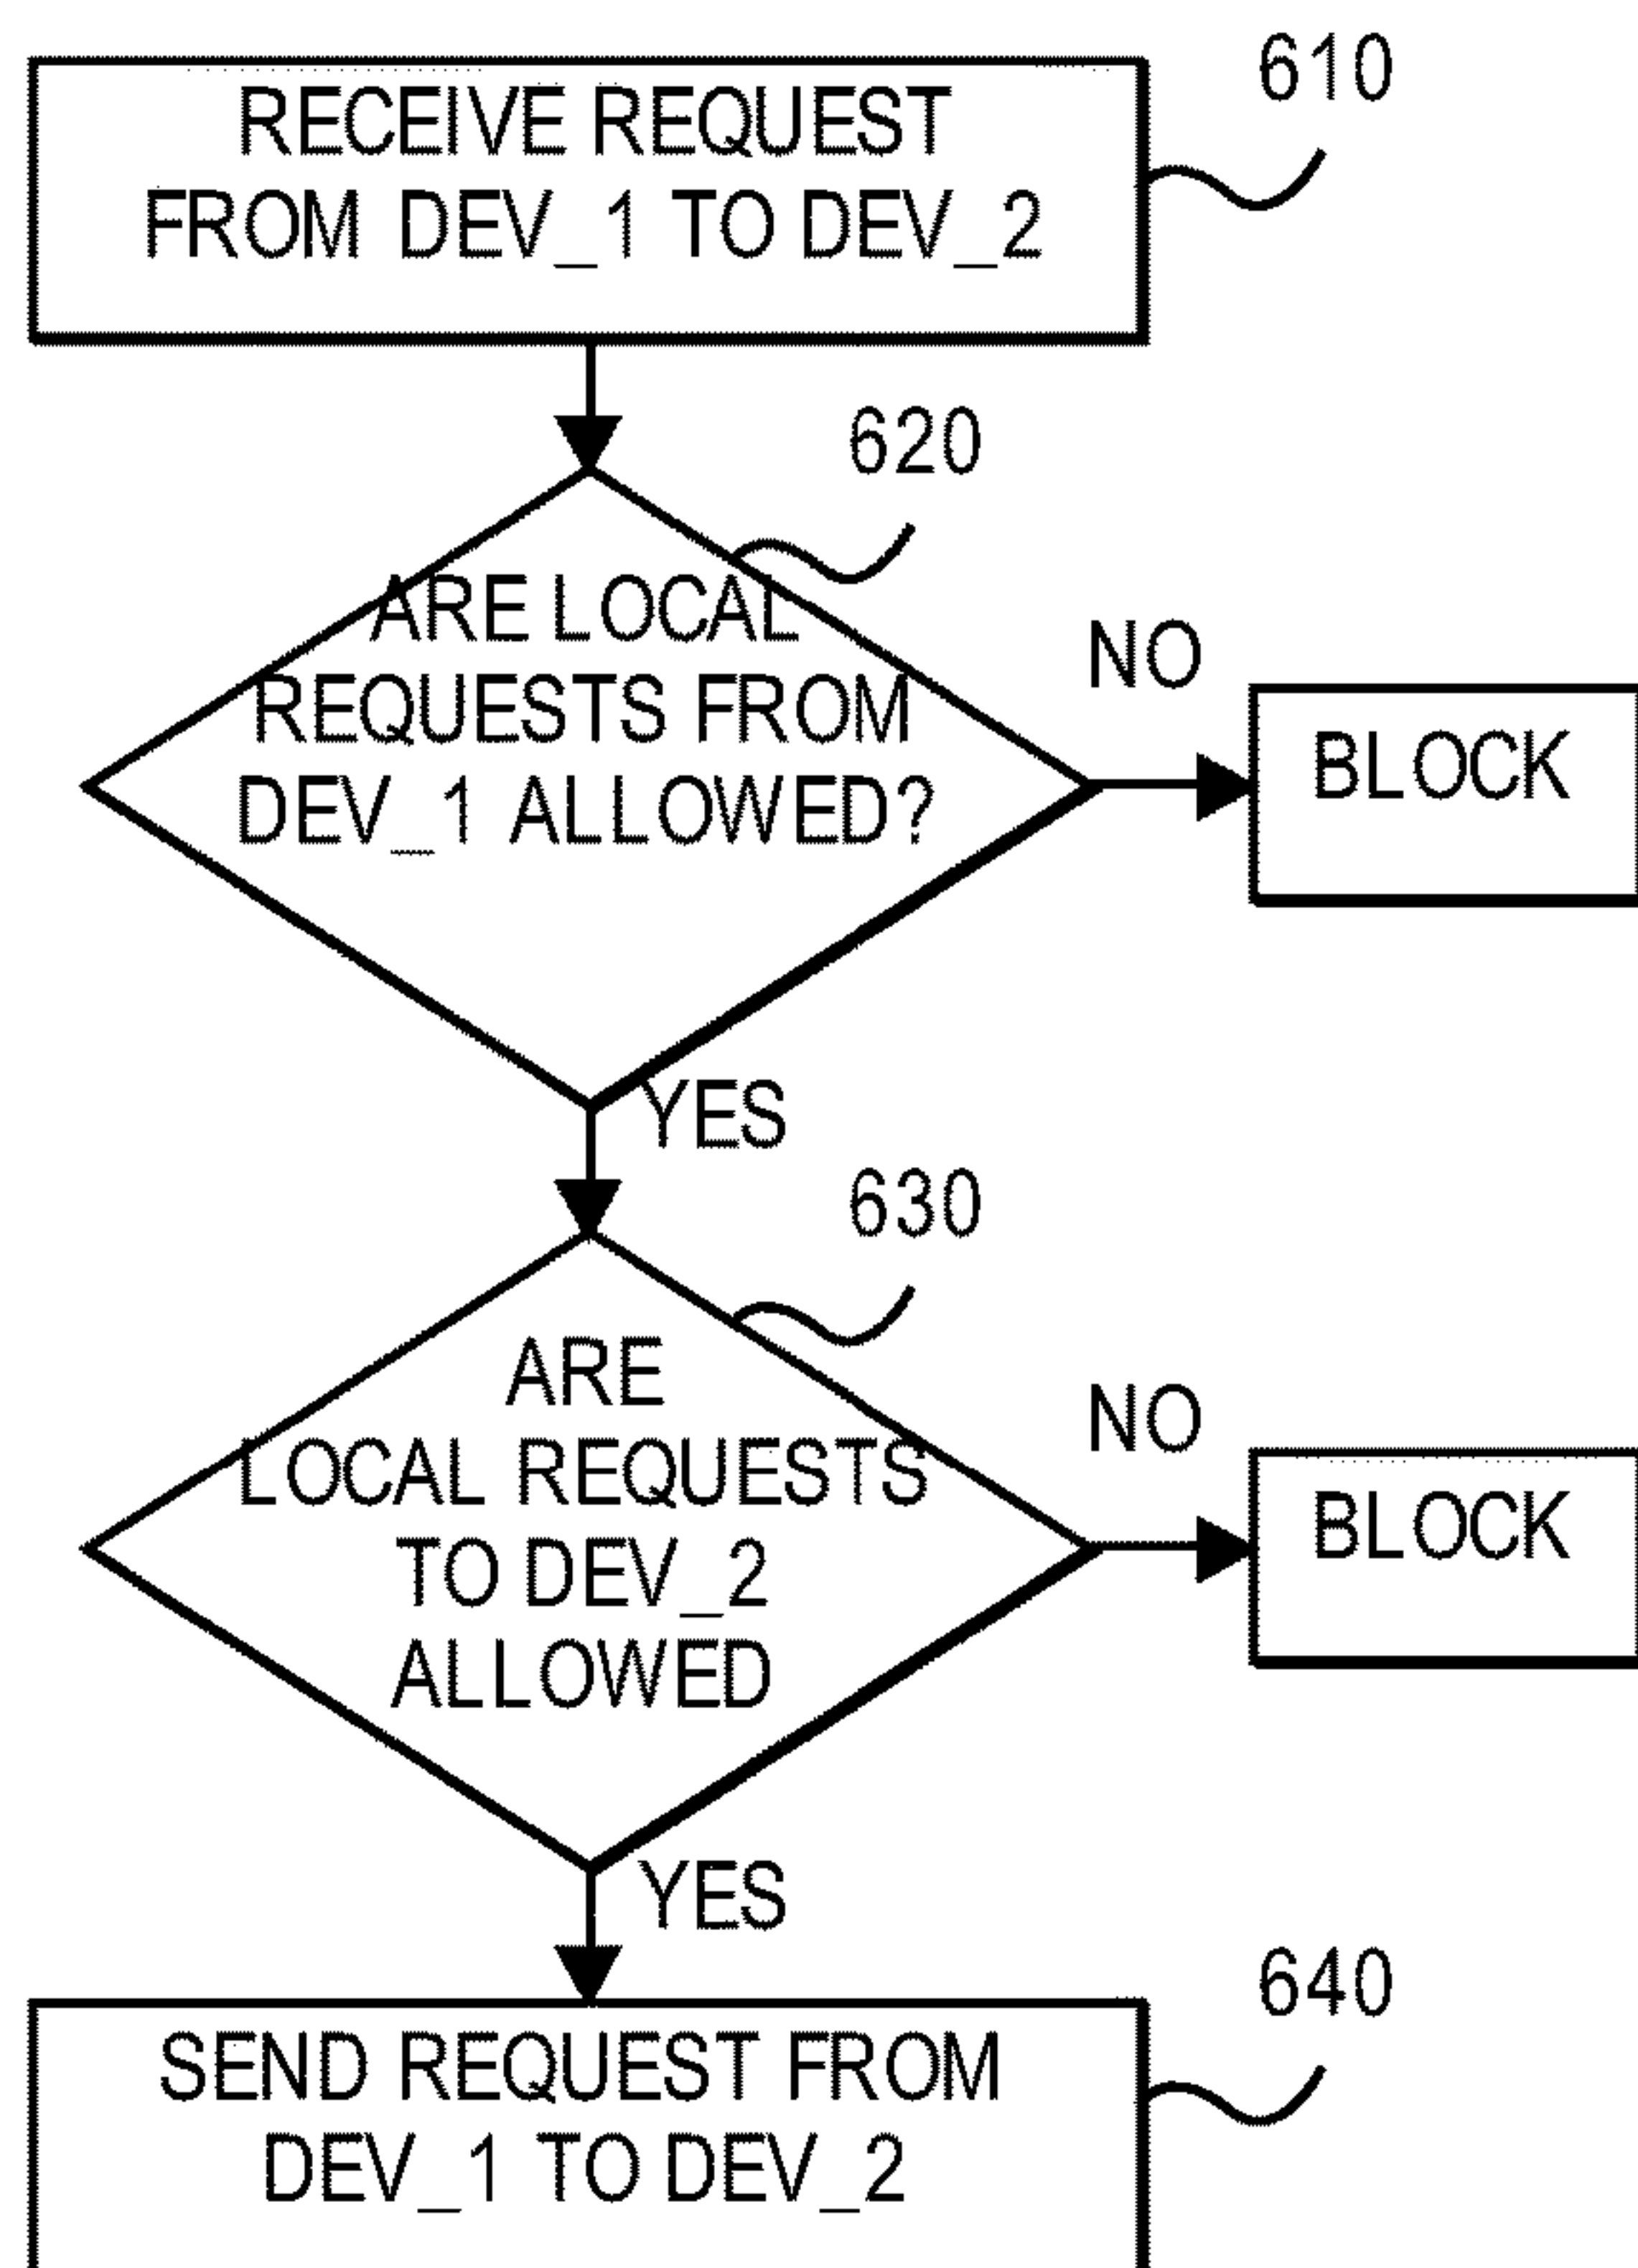 610
RECEIVE REQUEST
FROM DEV_1 TO DEV_2
620
ARE LOCAL
REQUESTS FROM
DEV_1 ALLOWED?
NO
BLOCK
YES
630
ARE
LOCAL REQUESTS
TO DEV_2
ALLOWED
NO
BLOCK
YES
640
SEND REQUEST FROM
DEV_1 TO DEV_2